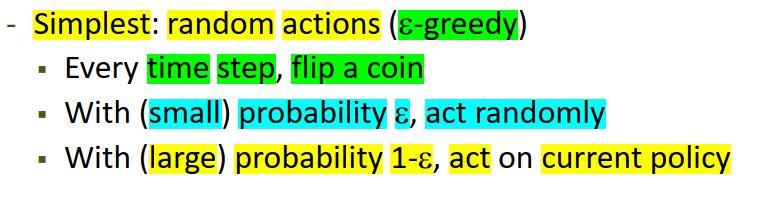 - Simplest: random actions (ε-greedy)
▪ Every time step, flip a coin
▪ With (small) probability ε, act randomly
▪ With (large) probability 1-ε, act on current policy